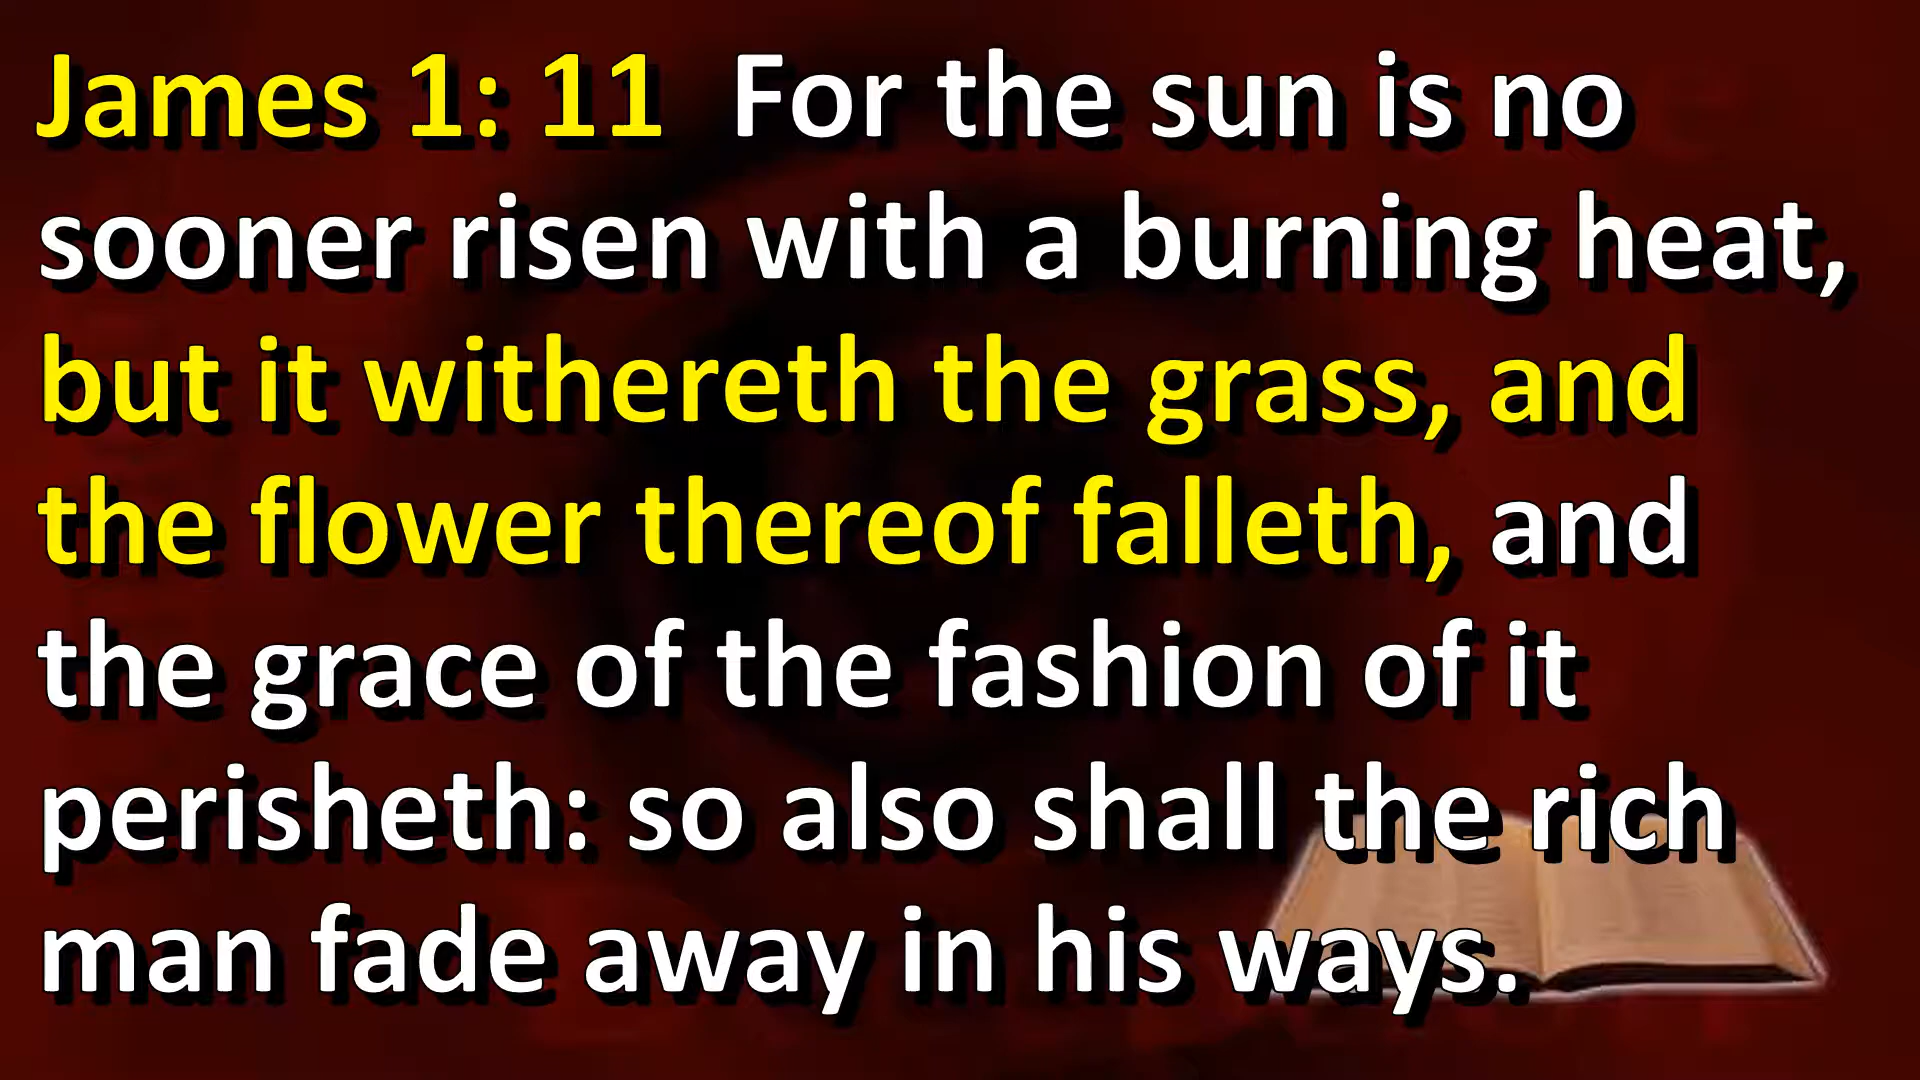 James 1: 11  For the sun is no
sooner risen with a burning heat,
but it withereth the grass, and
the flower thereof falleth, and
the grace of the fashion of it
perisheth: so also shall the rich
man fade away in his ways.